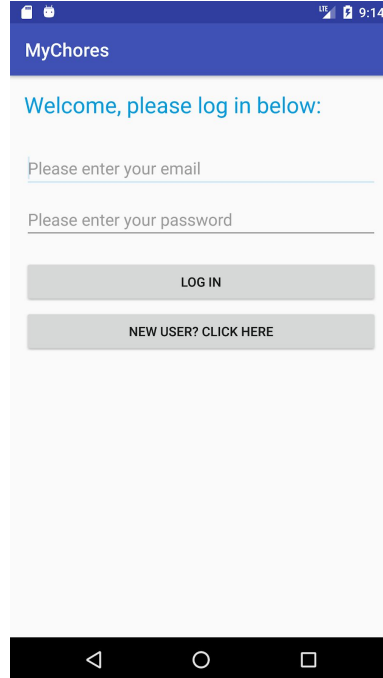 LTE 9:14
MyChores
Welcome, please log in below:
Please enter your email
Please enter your password
LOG IN
NEW USER? CLICK HERE